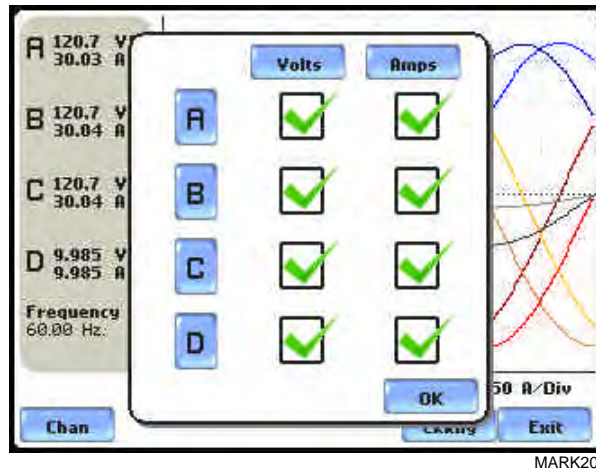 A 120.7 V
30.03 A
B 120.7 V
30.04 A
C 120.7 V
30.04 A
D 9.985 V
9.985 A
Frequency
60.00 Hz.
Volts Amps
A
B
C
D
OK
50 A/Div
Chan Exit
MARK20